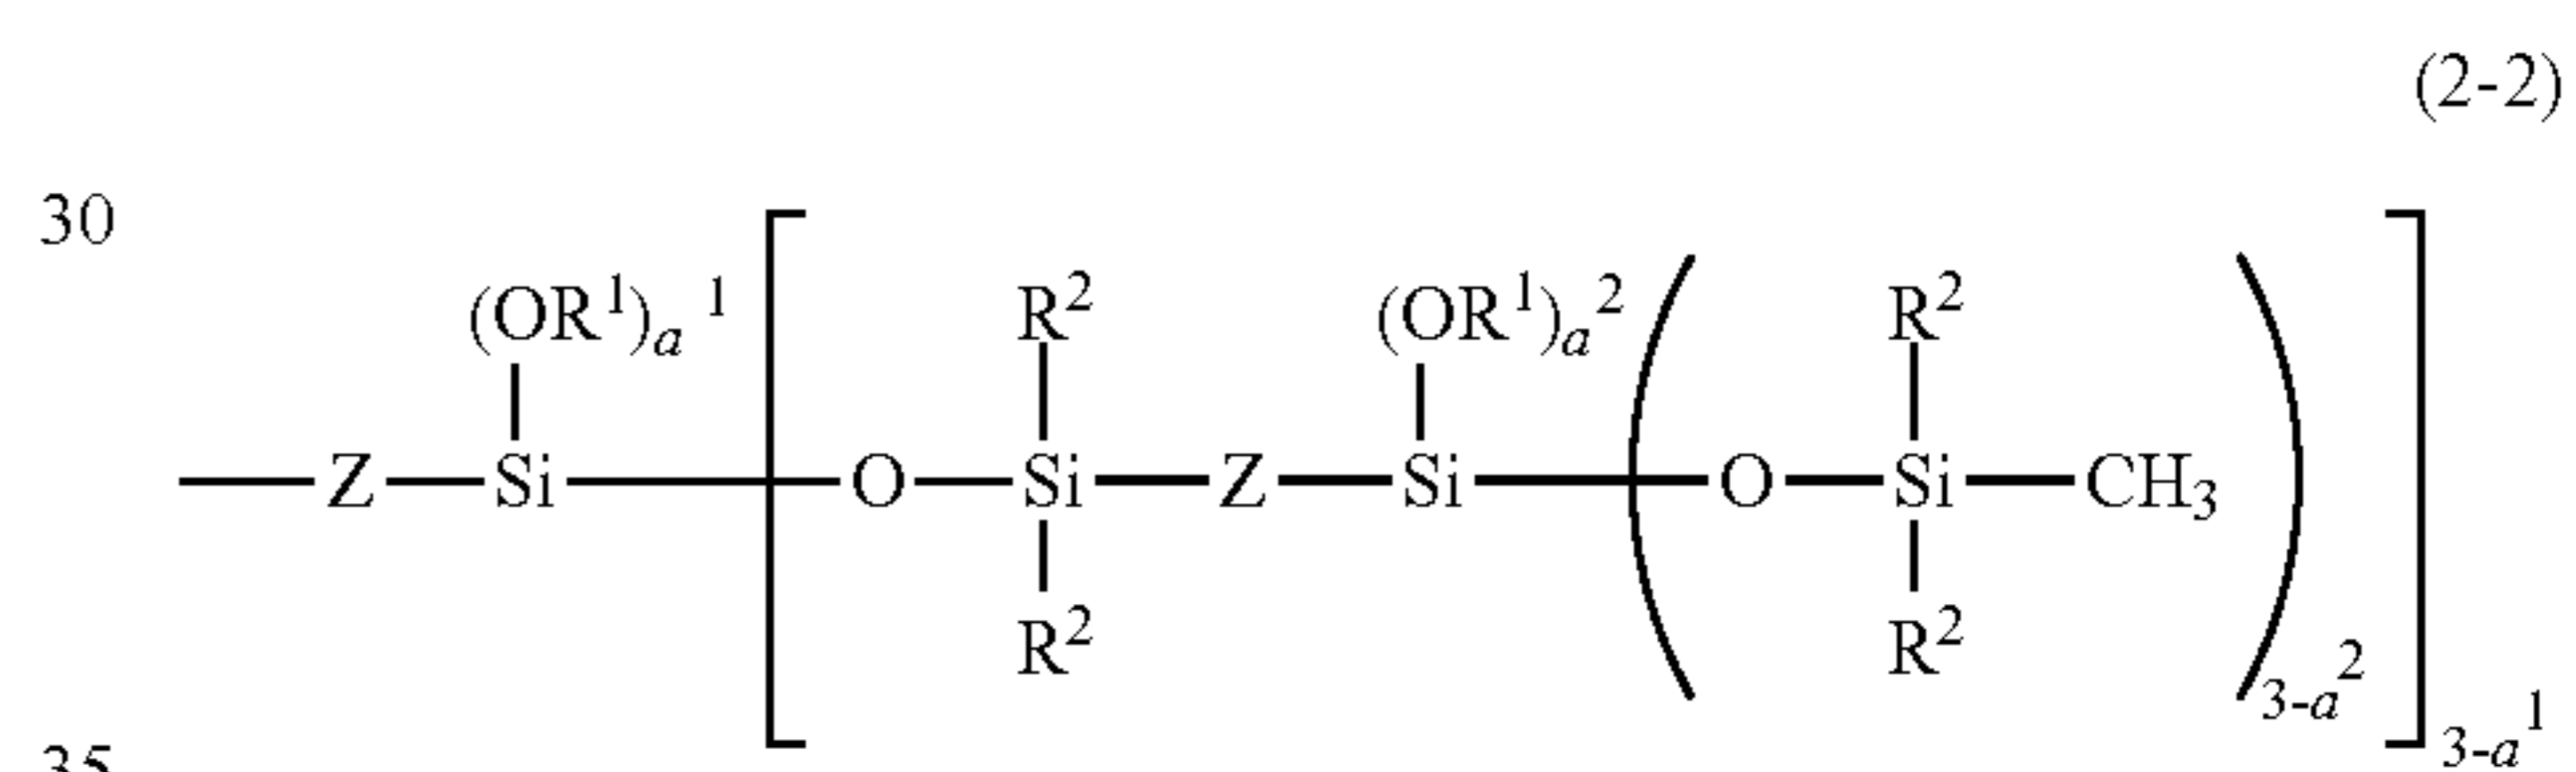 (2-2)
30
(OR¹)ₐ¹ R² (OR¹)ₐ² R²
—Z—Si—[O—Si—Z—Si—(O—Si—CH₃)
R² R² 3-a² ]3-a¹
35